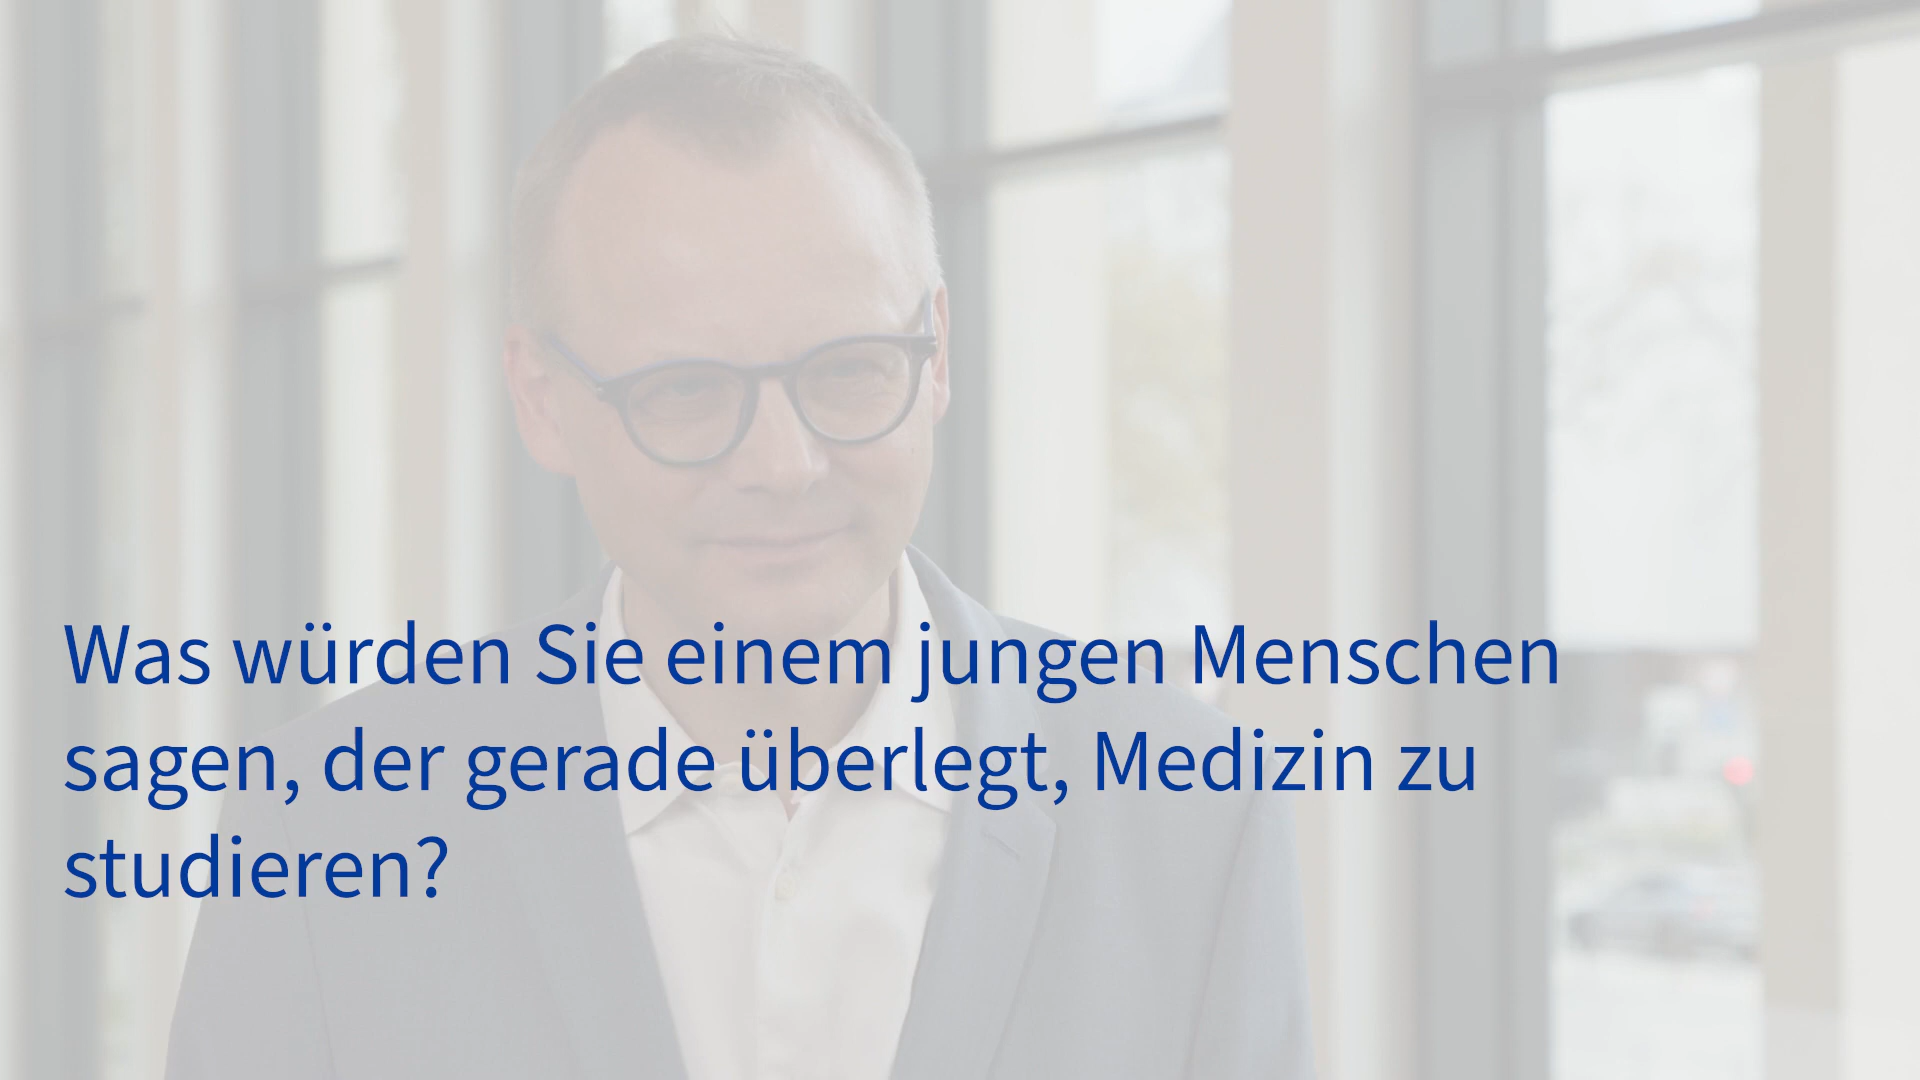 Was würden Sie einem jungen Menschen
sagen, der gerade überlegt, Medizin zu
studieren?